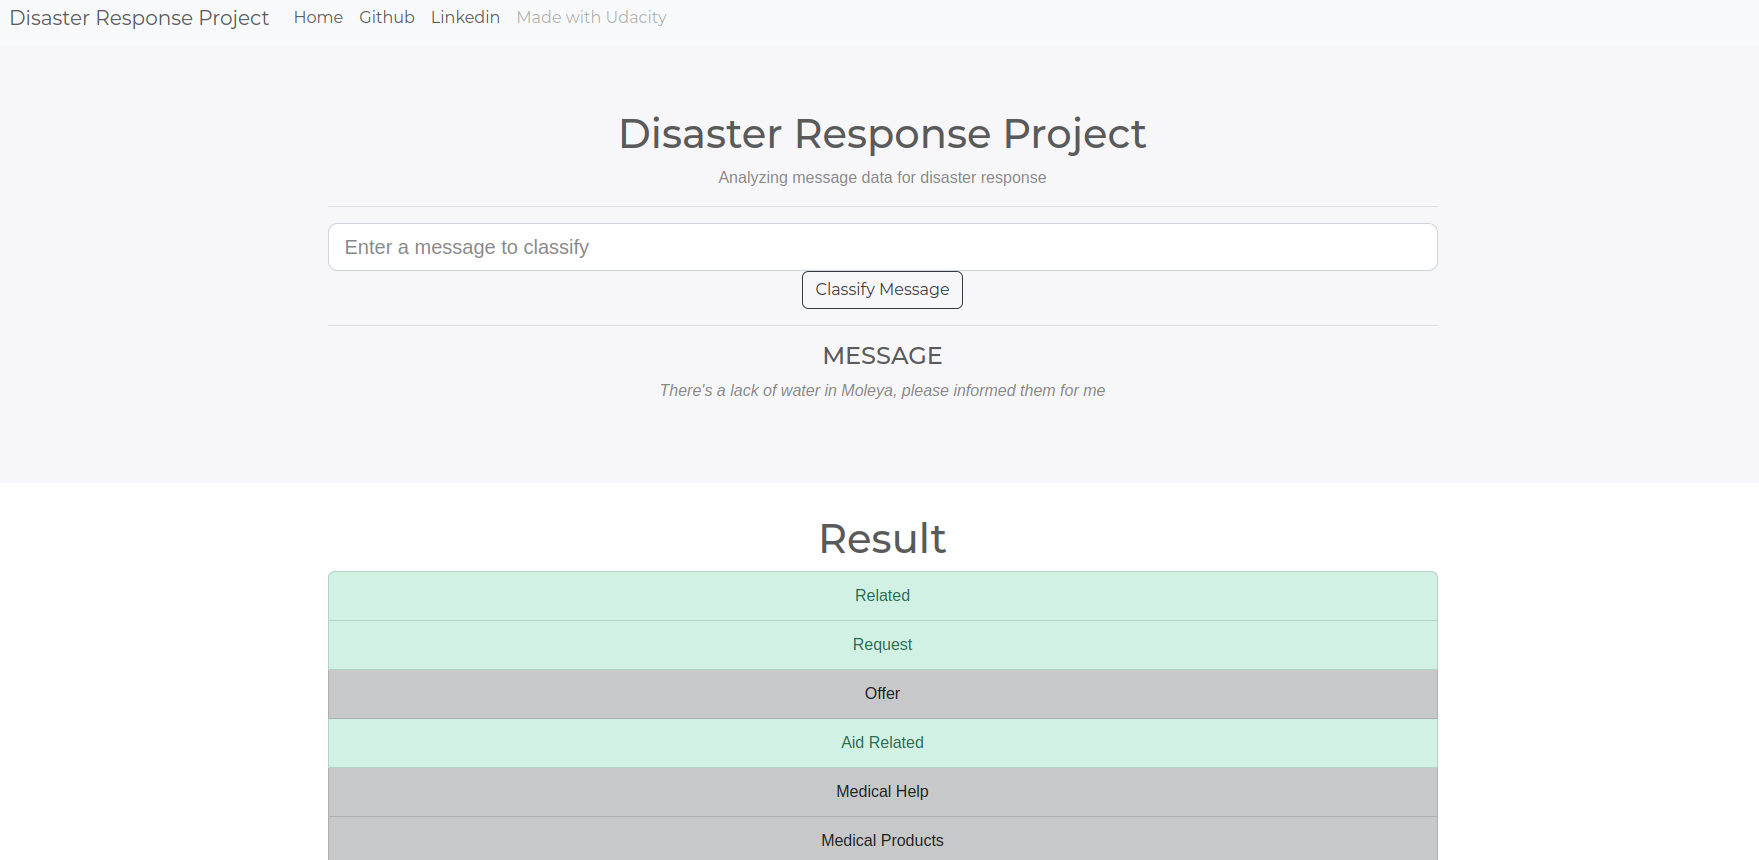 Disaster Response Project Home Github Linkedin Made with Udacity
Disaster Response Project
Analyzing message data for disaster response
Enter a message to classify
Classify Message
MESSAGE
There's a lack of water in Moleya, please informed them for me
Result
Related
Request
Offer
Aid Related
Medical Help
Medical Products